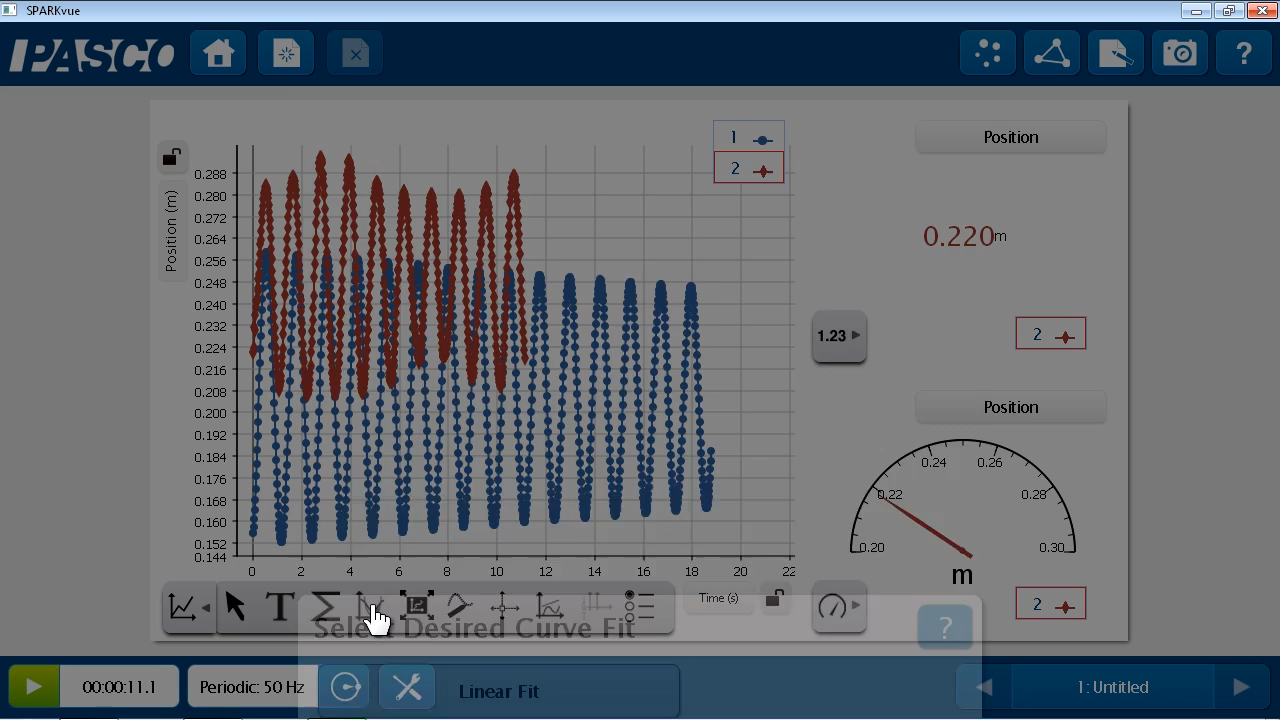 SPARKvue
PASCO
?
1
2
Position
0.288
0.280
0.272
0.264
0.256
0.248
0.240
0.232
0.224
0.216
0.208
0.200
0.192
0.184
0.176
0.168
0.160
0.152
0.144
Position (m)
0 2 4 6 8 10 12 14 16 18 20 22
Time (s)
0.220m
1.23
2
Position
0.20 0.22 0.24 0.26 0.28 0.30
m
2
T Σ
Select Desired Curve Fit
?
Linear Fit
00:00:11.1
Periodic: 50 Hz
1: Untitled